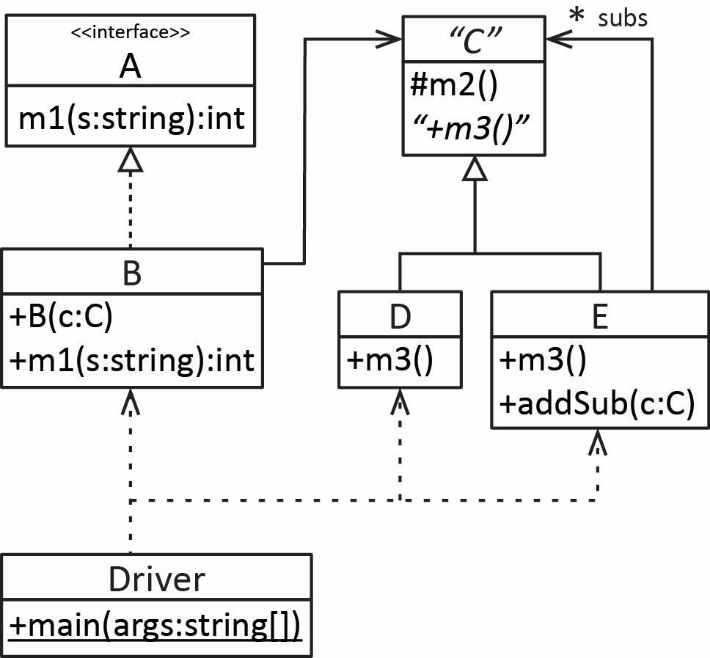 <<interface>>
A
m1(s:string):int
“C”
#m2()
“+m3()”
* subs
B
+B(c:C)
+m1(s:string):int
D
+m3()
E
+m3()
+addSub(c:C)
Driver
+main(args:string[])